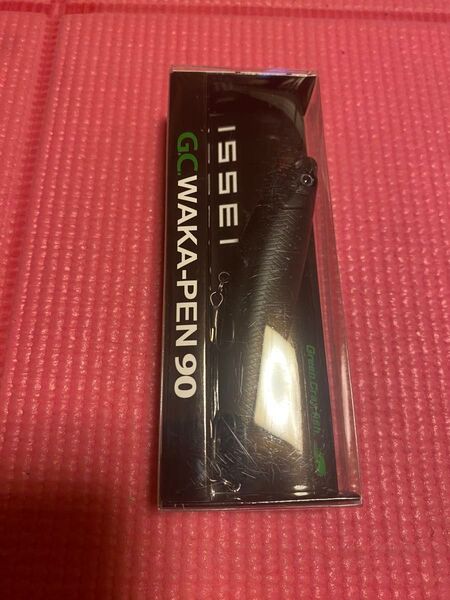 ISSEI
G.C.WAKA-PEN 90
Green Cray-fish